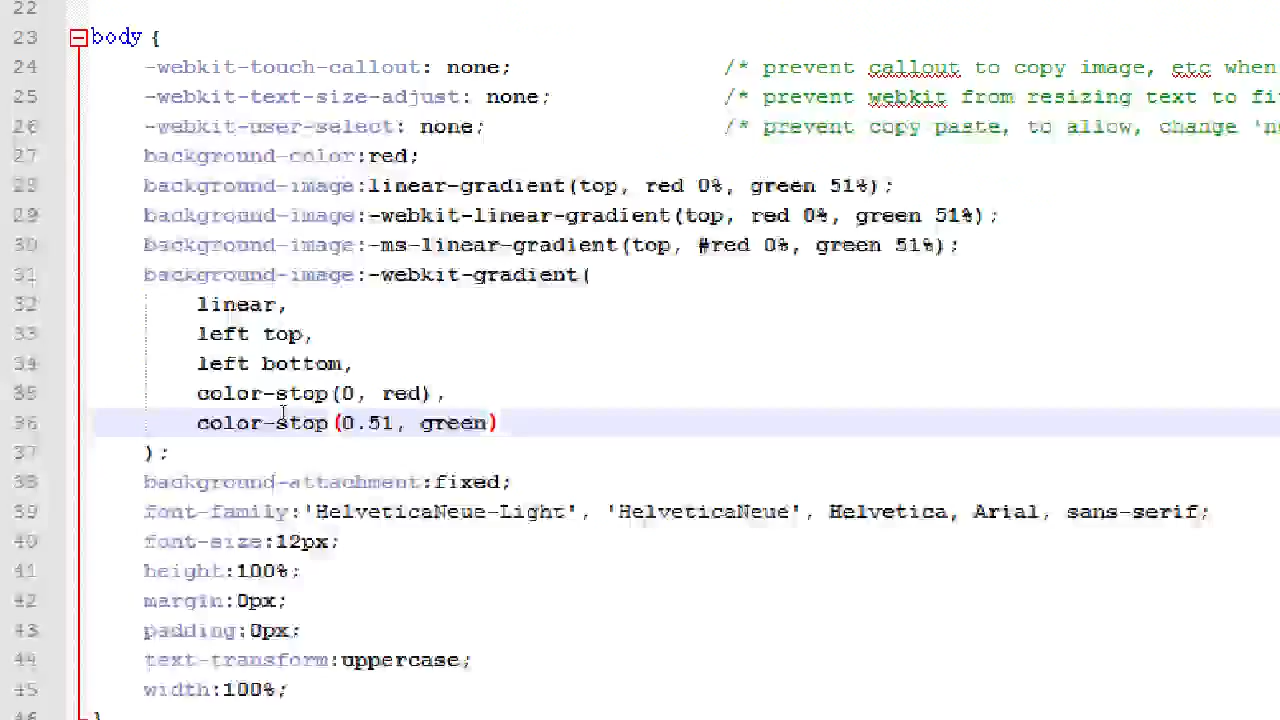 22
23 body {
24 -webkit-touch-callout: none; /* prevent callout to copy image, etc when
25 -webkit-text-size-adjust: none; /* prevent webkit from resizing text to fi
26 -webkit-user-select: none; /* prevent copy paste, to allow, change 'n
27 background-color:red;
28 background-image:linear-gradient(top, red 0%, green 51%);
29 background-image:-webkit-linear-gradient(top, red 0%, green 51%);
30 background-image:-ms-linear-gradient(top, #red 0%, green 51%);
31 background-image:-webkit-gradient(
32 linear,
33 left top,
34 left bottom,
35 color-stop(0, red),
36 color-stop(0.51, green)
37 );
38 background-attachment:fixed;
39 font-family:'HelveticaNeue-Light', 'HelveticaNeue', Helvetica, Arial, sans-serif;
40 font-size:12px;
41 height:100%;
42 margin:0px;
43 padding:0px;
44 text-transform:uppercase;
45 width:100%;
46 }